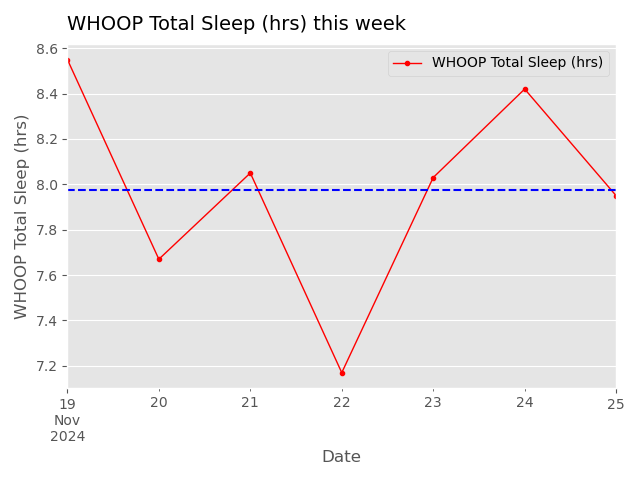 WHOOP Total Sleep (hrs) this week
WHOOP Total Sleep (hrs)
WHOOP Total Sleep (hrs)
8.6
8.4
8.2
8.0
7.8
7.6
7.4
7.2
19 20 21 22 23 24 25
Nov
2024
Date